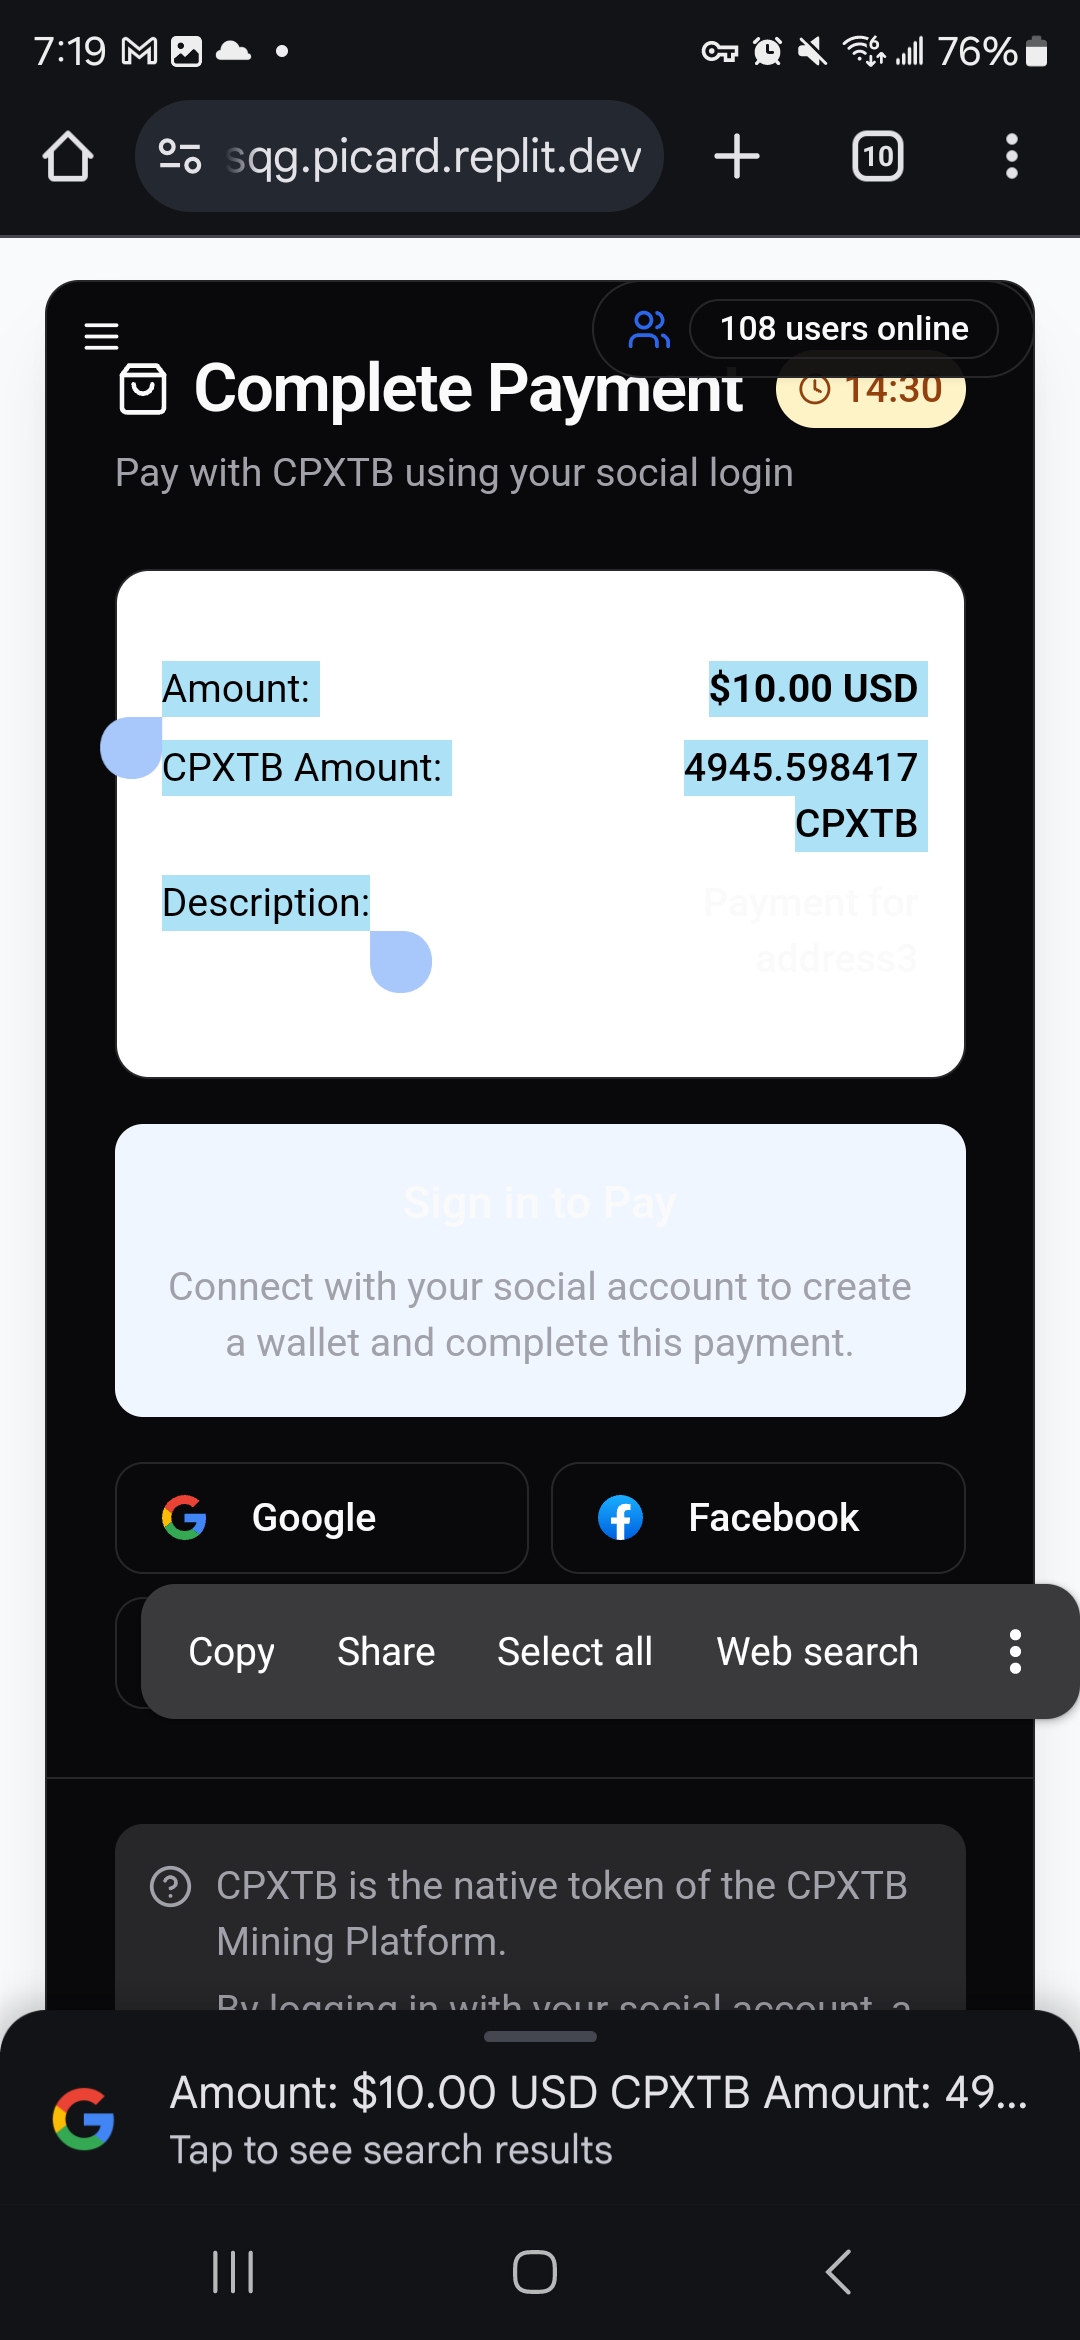 7:19
76%
sqg.picard.replit.dev
10
108 users online
Complete Payment
14:30
Pay with CPXTB using your social login
Amount: $10.00 USD
CPXTB Amount: 4945.598417
CPXTB
Description: Payment for
address3
Sign in to Pay
Connect with your social account to create
a wallet and complete this payment.
Google Facebook
Copy Share Select all Web search
CPXTB is the native token of the CPXTB
Mining Platform.
By logging in with your social account, a
Amount: $10.00 USD CPXTB Amount: 49...
Tap to see search results